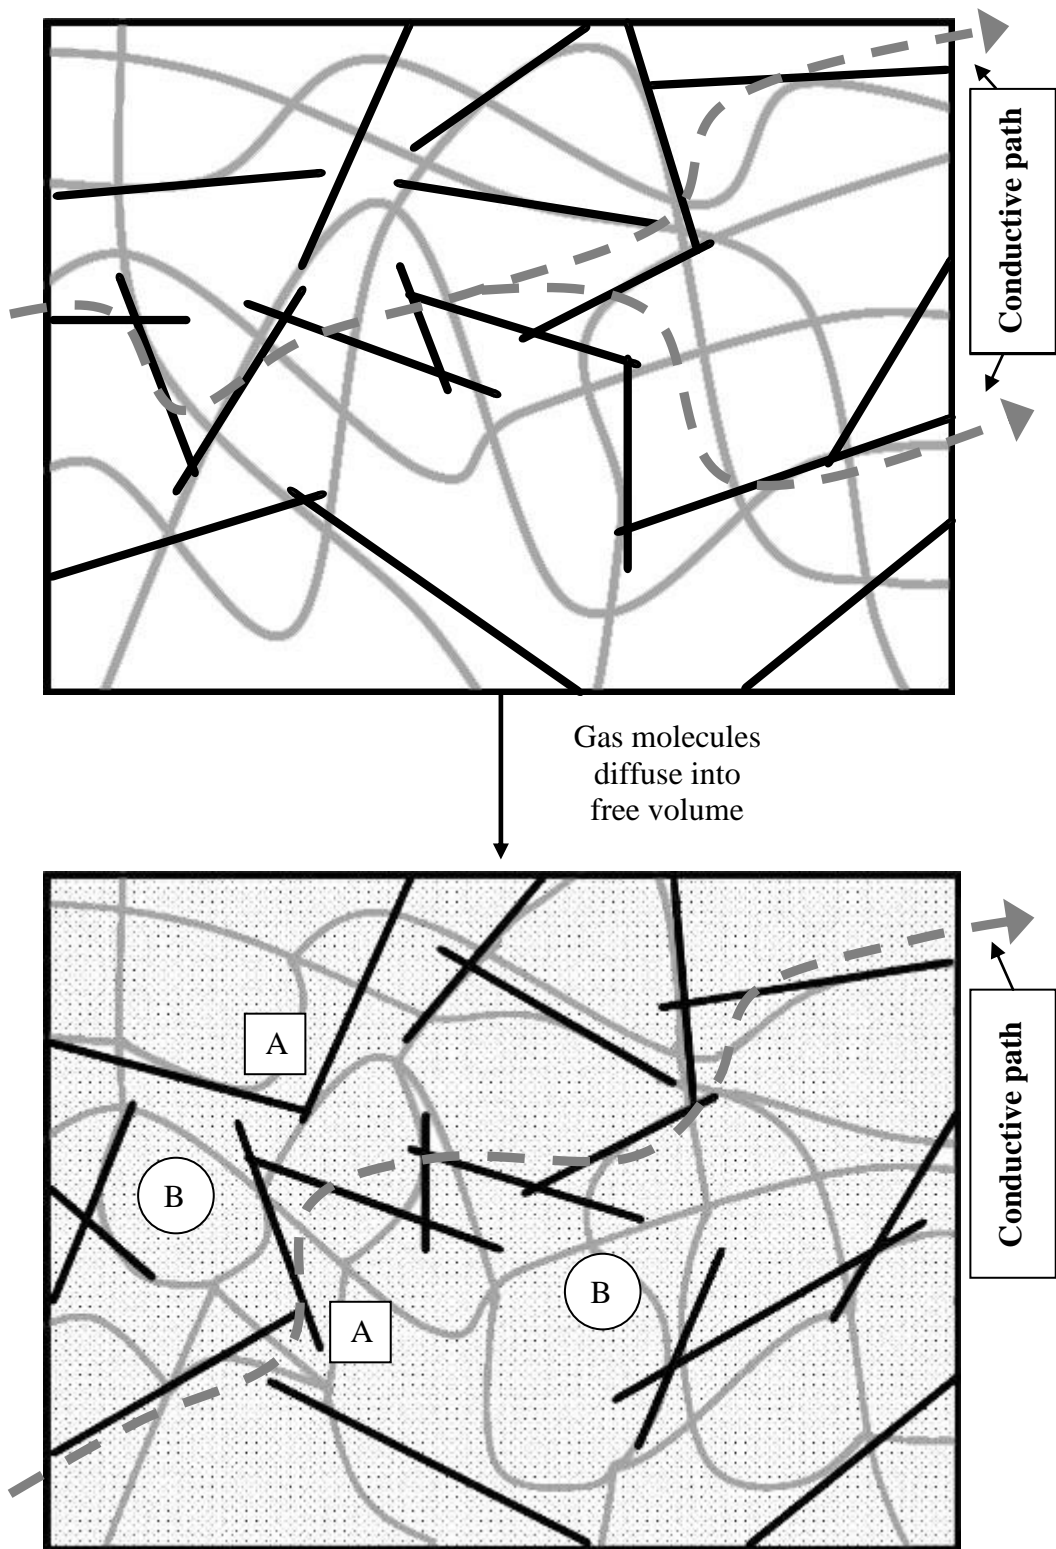 Conductive path
Gas molecules
diffuse into
free volume
A
B
B
A
Conductive path